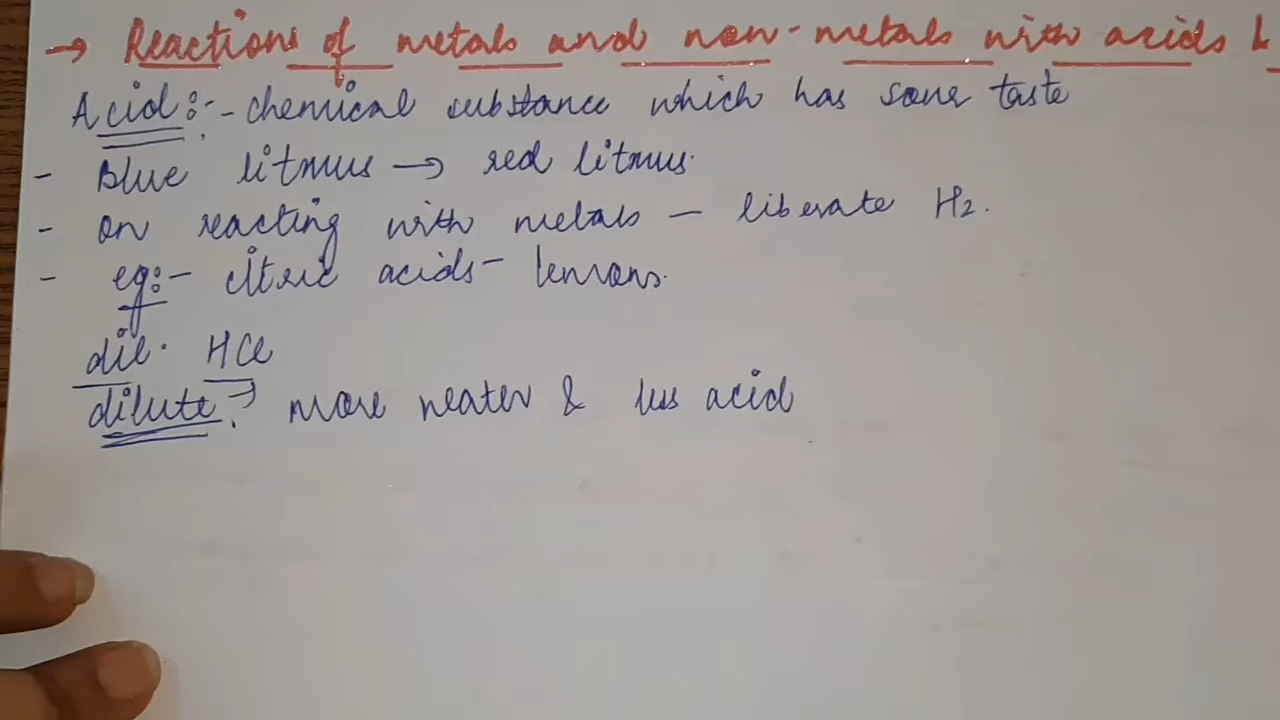 → Reactions of metals and non-metals with acids
Acid:- chemical substance which has sour taste
- Blue litmus → red litmus.
- on reacting with metals - liberate H2.
- eg:- citric acids - lemons.
dil. HCl
dilute → more water & less acid